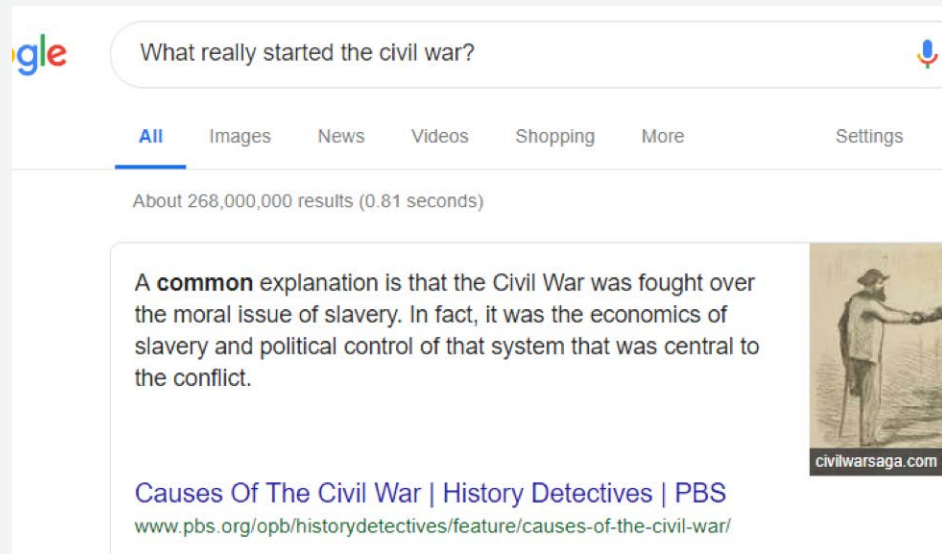 gle
What really started the civil war?
All Images News Videos Shopping More Settings
About 268,000,000 results (0.81 seconds)
A common explanation is that the Civil War was fought over
the moral issue of slavery. In fact, it was the economics of
slavery and political control of that system that was central to
the conflict.
civilwarsaga.com
Causes Of The Civil War | History Detectives | PBS
www.pbs.org/opb/historydetectives/feature/causes-of-the-civil-war/